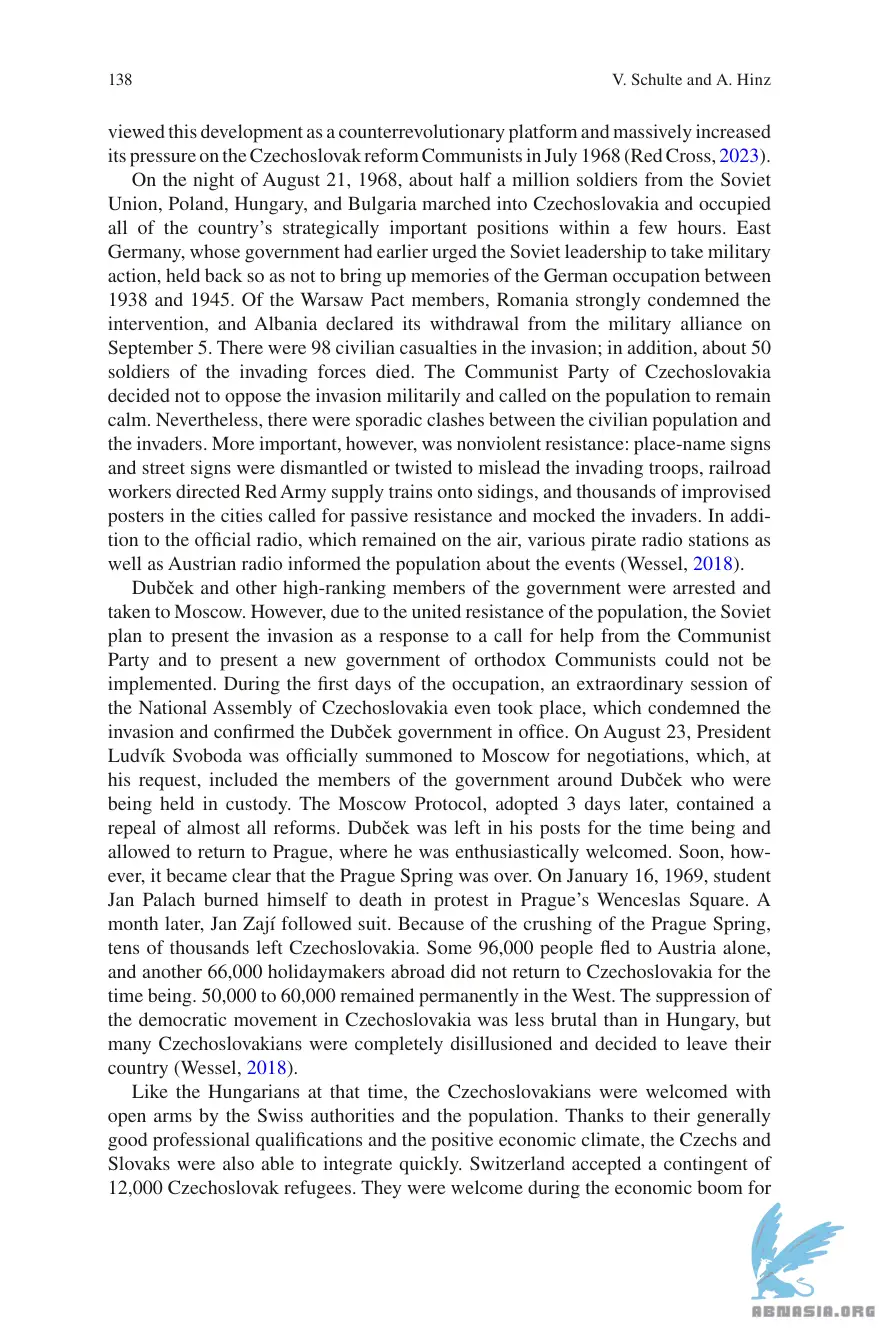 138 V. Schulte and A. Hinz
viewed this development as a counterrevolutionary platform and massively increased
its pressure on the Czechoslovak reform Communists in July 1968 (Red Cross, 2023).
On the night of August 21, 1968, about half a million soldiers from the Soviet
Union, Poland, Hungary, and Bulgaria marched into Czechoslovakia and occupied
all of the country's strategically important positions within a few hours. East
Germany, whose government had earlier urged the Soviet leadership to take military
action, held back so as not to bring up memories of the German occupation between
1938 and 1945. Of the Warsaw Pact members, Romania strongly condemned the
intervention, and Albania declared its withdrawal from the military alliance on
September 5. There were 98 civilian casualties in the invasion; in addition, about 50
soldiers of the invading forces died. The Communist Party of Czechoslovakia
decided not to oppose the invasion militarily and called on the population to remain
calm. Nevertheless, there were sporadic clashes between the civilian population and
the invaders. More important, however, was nonviolent resistance: place-name signs
and street signs were dismantled or twisted to mislead the invading troops, railroad
workers directed Red Army supply trains onto sidings, and thousands of improvised
posters in the cities called for passive resistance and mocked the invaders. In addi-
tion to the official radio, which remained on the air, various pirate radio stations as
well as Austrian radio informed the population about the events (Wessel, 2018).
Dubček and other high-ranking members of the government were arrested and
taken to Moscow. However, due to the united resistance of the population, the Soviet
plan to present the invasion as a response to a call for help from the Communist
Party and to present a new government of orthodox Communists could not be
implemented. During the first days of the occupation, an extraordinary session of
the National Assembly of Czechoslovakia even took place, which condemned the
invasion and confirmed the Dubček government in office. On August 23, President
Ludvík Svoboda was officially summoned to Moscow for negotiations, which, at
his request, included the members of the government around Dubček who were
being held in custody. The Moscow Protocol, adopted 3 days later, contained a
repeal of almost all reforms. Dubček was left in his posts for the time being and
allowed to return to Prague, where he was enthusiastically welcomed. Soon, how-
ever, it became clear that the Prague Spring was over. On January 16, 1969, student
Jan Palach burned himself to death in protest in Prague's Wenceslas Square. A
month later, Jan Zají followed suit. Because of the crushing of the Prague Spring,
tens of thousands left Czechoslovakia. Some 96,000 people fled to Austria alone,
and another 66,000 holidaymakers abroad did not return to Czechoslovakia for the
time being. 50,000 to 60,000 remained permanently in the West. The suppression of
the democratic movement in Czechoslovakia was less brutal than in Hungary, but
many Czechoslovakians were completely disillusioned and decided to leave their
country (Wessel, 2018).
Like the Hungarians at that time, the Czechoslovakians were welcomed with
open arms by the Swiss authorities and the population. Thanks to their generally
good professional qualifications and the positive economic climate, the Czechs and
Slovaks were also able to integrate quickly. Switzerland accepted a contingent of
12,000 Czechoslovak refugees. They were welcome during the economic boom for
ABNASIA.ORG